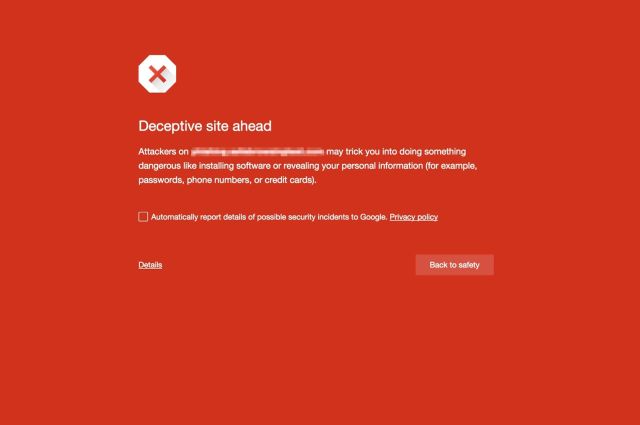 Deceptive site ahead
Attackers on may trick you into doing something
dangerous like installing software or revealing your personal information (for example,
passwords, phone numbers, or credit cards).
Automatically report details of possible security incidents to Google. Privacy policy
Details
Back to safety